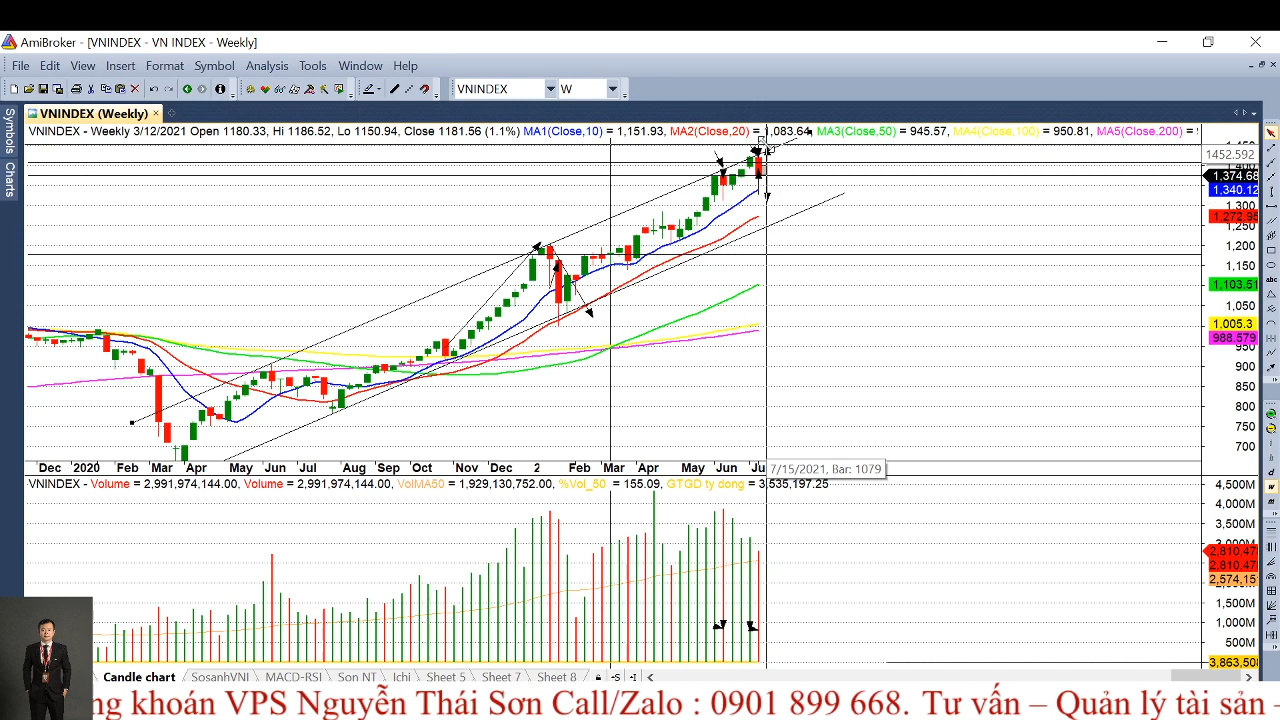 AmiBroker - [VNINDEX - VN INDEX - Weekly]
File Edit View Insert Format Symbol Analysis Tools Window Help
VNINDEX W
VNINDEX (Weekly)
Symbols
Charts
VNINDEX - Weekly 3/12/2021 Open 1180.33, Hi 1186.52, Lo 1150.94, Close 1181.56 (1.1%) MA1(Close,10) = 1,151.93, MA2(Close,20) = 1,083.64, MA3(Close,50) = 945.57, MA4(Close,100) = 950.81, MA5(Close,200) =
1452.592
1,374.68
1,340.12
1,300
1,272.95
1,250
1,200
1,150
1,103.51
1,050
1,005.3
988.579
950
900
850
800
750
700
Dec 2020 Feb Mar Apr May Jun Jul Aug Sep Oct Nov Dec 2 Feb Mar Apr May Jun Ju
7/15/2021, Bar: 1079
VNINDEX - Volume = 2,991,974,144.00, Volume = 2,991,974,144.00, VolMA50 = 1,929,130,752.00, %Vol_50 = 155.09, GTGD ty dong = 3,535,197.25
4,500M
4,000M
3,500M
3,000M
2,810,47
2,810,47
2,574,15
1,500M
1,000M
500M
3,863,508
Candle chart SosanhVNI MACD-RSI Son NT Ichi Sheet 5 Sheet 7 Sheet 8
ng khoán VPS Nguyễn Thái Sơn Call/Zalo : 0901 899 668. Tư vấn – Quản lý tài sản –